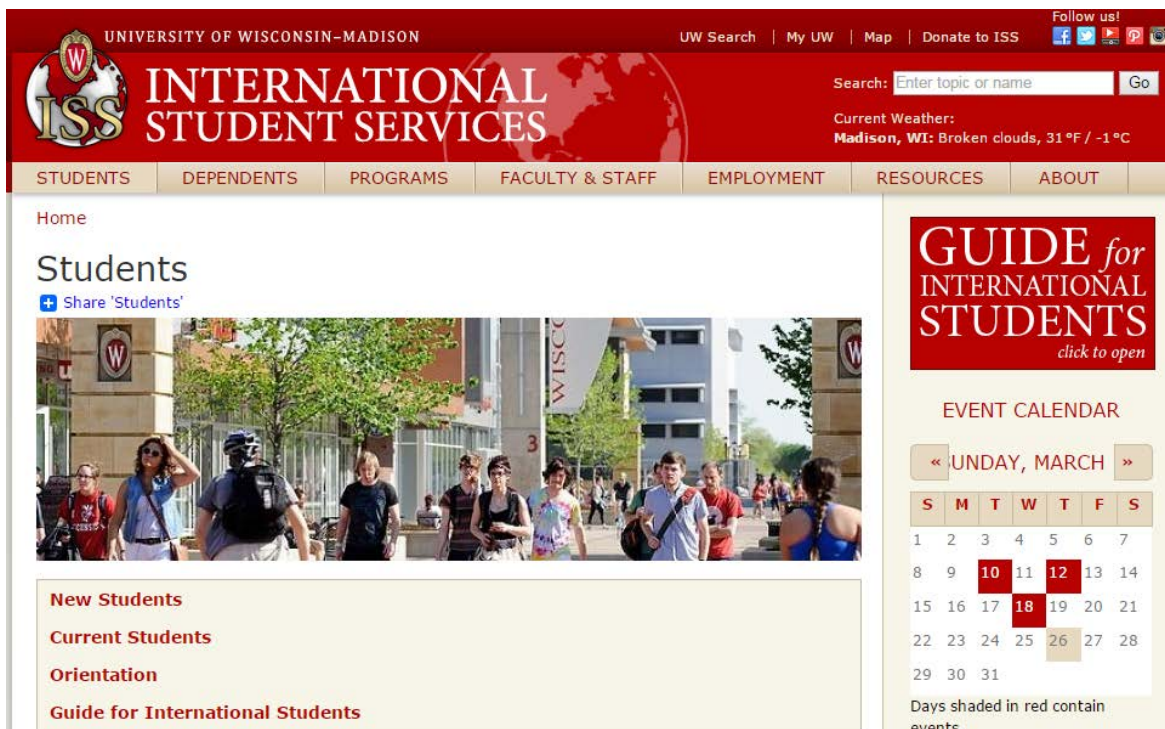 UNIVERSITY OF WISCONSIN–MADISON
UW Search | My UW | Map | Donate to ISS
Follow us!
W
ISS
INTERNATIONAL
STUDENT SERVICES
Search: Enter topic or name Go
Current Weather:
Madison, WI: Broken clouds, 31 °F / -1 °C
STUDENTS DEPENDENTS PROGRAMS FACULTY & STAFF EMPLOYMENT RESOURCES ABOUT
Home
Students
Share 'Students'
W
WISCO
W
3
New Students
Current Students
Orientation
Guide for International Students
GUIDE for
INTERNATIONAL
STUDENTS
click to open
EVENT CALENDAR
« UNDAY, MARCH »
S M T W T F S
1 2 3 4 5 6 7
8 9 10 11 12 13 14
15 16 17 18 19 20 21
22 23 24 25 26 27 28
29 30 31
Days shaded in red contain
events